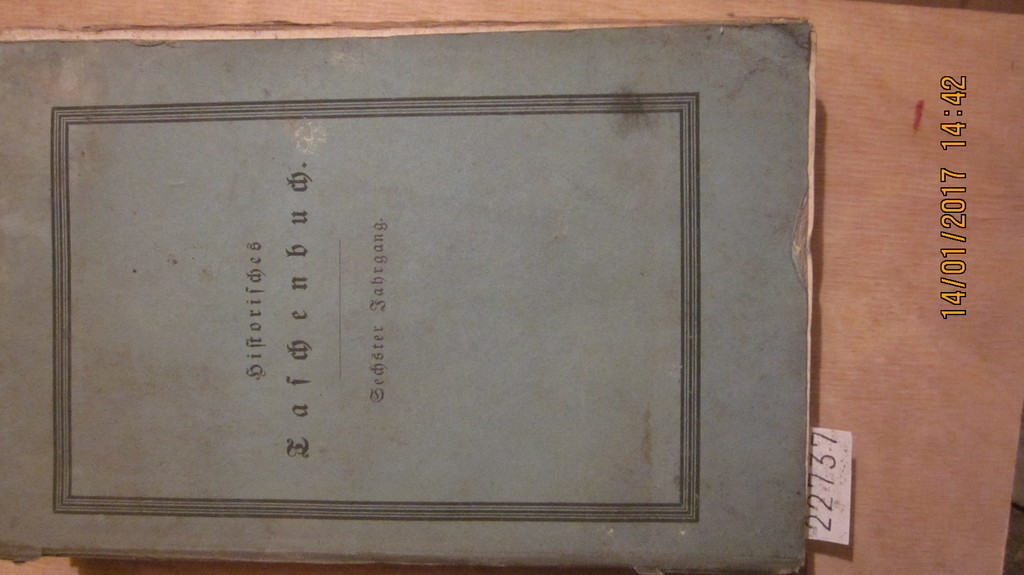 Hiſtoriſches
Taſchenbuch.
Sechster Jahrgang.
22737
14/01/2017 14:42